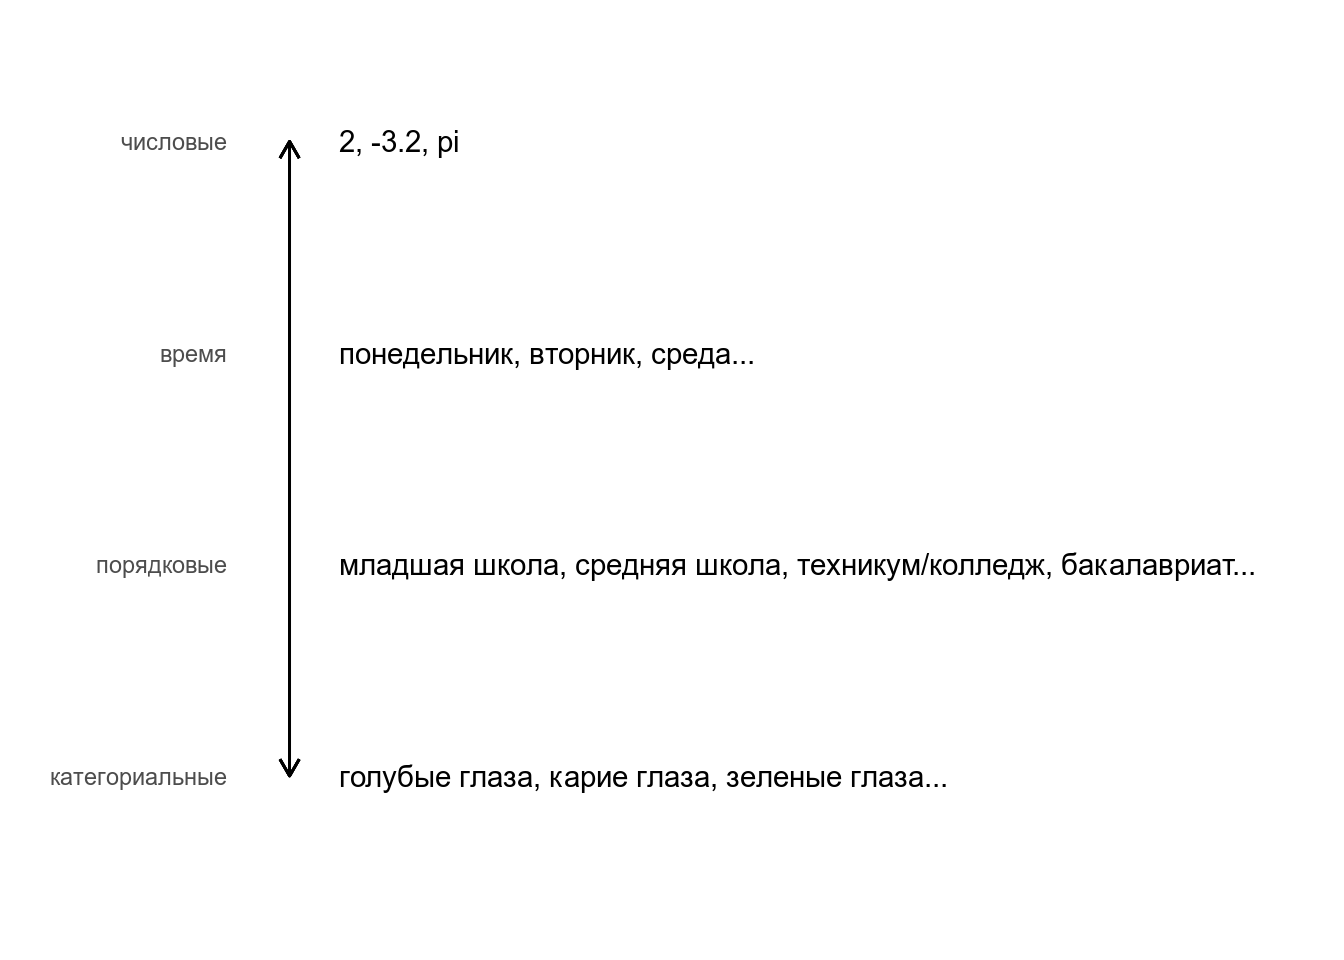 числовые 2, -3.2, pi
время понедельник, вторник, среда...
порядковые младшая школа, средняя школа, техникум/колледж, бакалавриат...
категориальные голубые глаза, карие глаза, зеленые глаза...